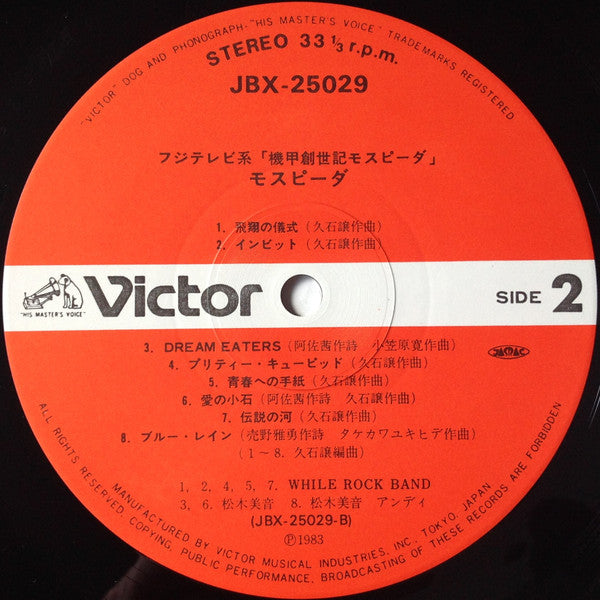 "VICTOR" DOG AND PHONOGRAPH-"HIS MASTER'S VOICE" TRADEMARKS REGISTERED
STEREO 33 1/3 r.p.m.
JBX-25029
フジテレビ系「機甲創世記モスピーダ」
モスピーダ
1. 飛翔の儀式（久石譲作曲）
2. インビット（久石譲作曲）
"HIS MASTER'S VOICE"
Victor
SIDE 2
3. DREAM EATERS（阿佐茜作詩 小笠原寛作曲）
JASRAC
4. プリティー・キューピッド（久石譲作曲）
5. 青春への手紙（久石譲作曲）
6. 愛の小石（阿佐茜作詩 久石譲作曲）
7. 伝説の河（久石譲作曲）
8. ブルー・レイン（売野雅勇作詩 タケカワユキヒデ作曲）
（1〜8. 久石譲編曲）
1, 2, 4, 5, 7. WHILE ROCK BAND
3, 6. 松木美音 8. 松木美音 アンディ
(JBX-25029-B)
Ⓟ1983
MANUFACTURED BY VICTOR MUSICAL INDUSTRIES, INC., TOKYO, JAPAN
ALL RIGHTS RESERVED. COPYING, PUBLIC PERFORMANCE, BROADCASTING OF THESE RECORDS ARE FORBIDDEN